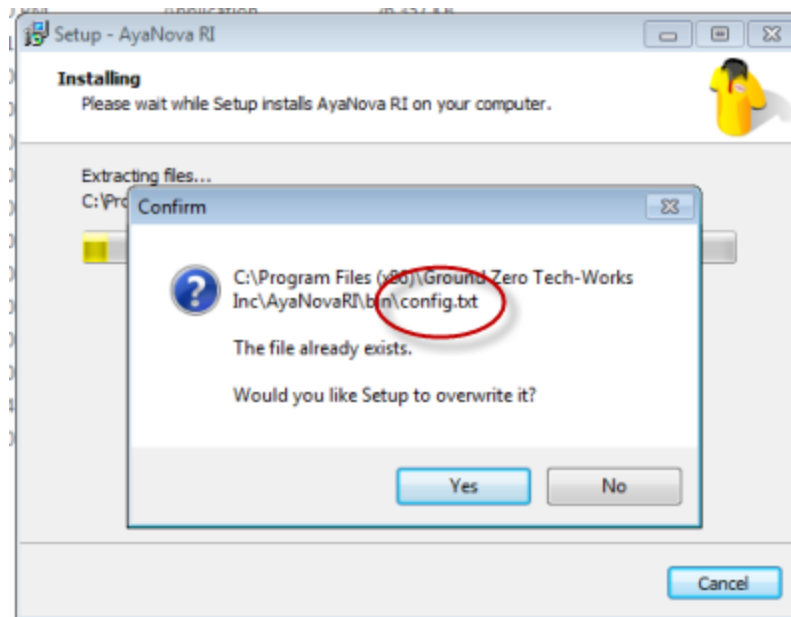 Setup - AyaNova RI
Installing
Please wait while Setup installs AyaNova RI on your computer.
Extracting files...
Confirm
C:\Program Files (x86)\Ground Zero Tech-Works
Inc\AyaNovaRI\bin\config.txt
The file already exists.
Would you like Setup to overwrite it?
Yes
No
Cancel